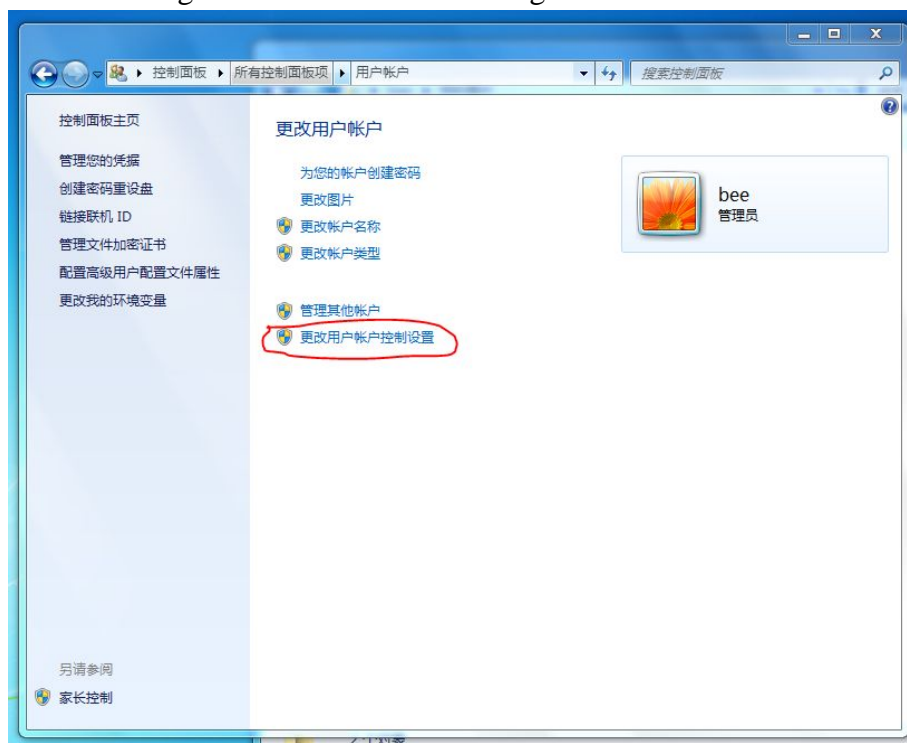 控制面板 所有控制面板项 用户帐户 搜索控制面板
控制面板主页
管理您的凭据
创建密码重设盘
链接联机 ID
管理文件加密证书
配置高级用户配置文件属性
更改我的环境变量
更改用户帐户
为您的帐户创建密码
更改图片
更改帐户名称
更改帐户类型
管理其他帐户
更改用户帐户控制设置
bee
管理员
另请参阅
家长控制